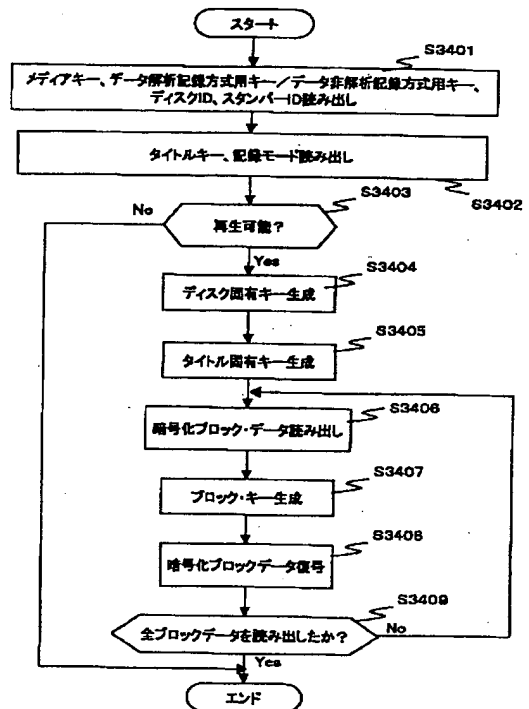 スタート
S3401
メディアキー、データ解析記録方式用キー／データ非解析記録方式用キー、
ディスクID、スタンパーID読み出し
タイトルキー、記録モード読み出し
S3402
S3403
No
再生可能？
Yes
S3404
ディスク固有キー生成
S3405
タイトル固有キー生成
S3406
暗号化ブロック・データ読み出し
S3407
ブロック・キー生成
S3408
暗号化ブロックデータ復号
S3409
全ブロックデータを読み出したか？
No
Yes
エンド